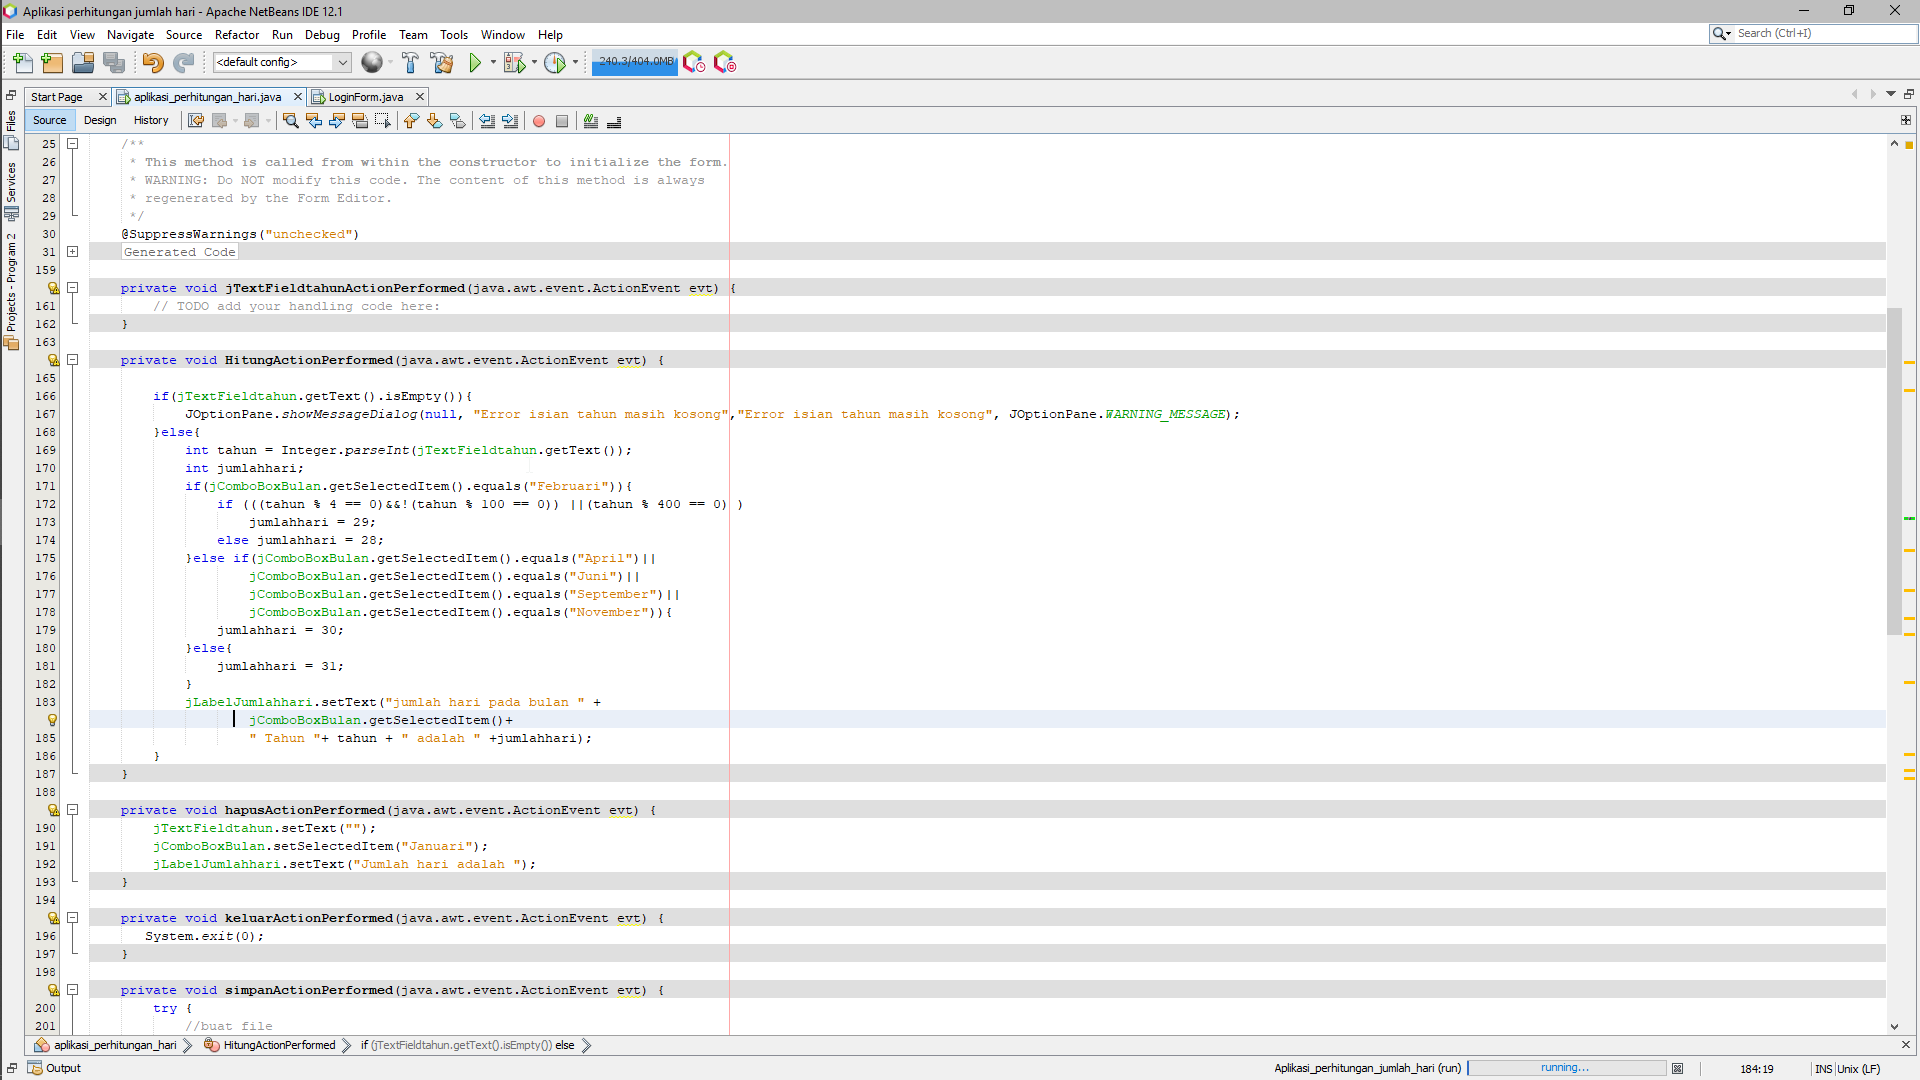 Aplikasi perhitungan jumlah hari - Apache NetBeans IDE 12.1
File Edit View Navigate Source Refactor Run Debug Profile Team Tools Window Help
Search (Ctrl+I)
<default config>
240.3/404.0MB
Start Page
aplikasi_perhitungan_hari.java
LoginForm.java
Source Design History
Files
Services
Projects - Program 2
25 /**
26 * This method is called from within the constructor to initialize the form.
27 * WARNING: Do NOT modify this code. The content of this method is always
28 * regenerated by the Form Editor.
29 */
30 @SuppressWarnings("unchecked")
31 Generated Code
159
private void jTextFieldtahunActionPerformed(java.awt.event.ActionEvent evt) {
161 // TODO add your handling code here:
162 }
163
private void HitungActionPerformed(java.awt.event.ActionEvent evt) {
165
166 if(jTextFieldtahun.getText().isEmpty()){
167 JOptionPane.showMessageDialog(null, "Error isian tahun masih kosong","Error isian tahun masih kosong", JOptionPane.WARNING_MESSAGE);
168 }else{
169 int tahun = Integer.parseInt(jTextFieldtahun.getText());
170 int jumlahhari;
171 if(jComboBoxBulan.getSelectedItem().equals("Februari")){
172 if (((tahun % 4 == 0)&&!(tahun % 100 == 0)) ||(tahun % 400 == 0) )
173 jumlahhari = 29;
174 else jumlahhari = 28;
175 }else if(jComboBoxBulan.getSelectedItem().equals("April")||
176 jComboBoxBulan.getSelectedItem().equals("Juni")||
177 jComboBoxBulan.getSelectedItem().equals("September")||
178 jComboBoxBulan.getSelectedItem().equals("November")){
179 jumlahhari = 30;
180 }else{
181 jumlahhari = 31;
182 }
183 jLabelJumlahhari.setText("jumlah hari pada bulan " +
jComboBoxBulan.getSelectedItem()+
185 " Tahun "+ tahun + " adalah " +jumlahhari);
186 }
187 }
188
private void hapusActionPerformed(java.awt.event.ActionEvent evt) {
190 jTextFieldtahun.setText("");
191 jComboBoxBulan.setSelectedItem("Januari");
192 jLabelJumlahhari.setText("Jumlah hari adalah ");
193 }
194
private void keluarActionPerformed(java.awt.event.ActionEvent evt) {
196 System.exit(0);
197 }
198
private void simpanActionPerformed(java.awt.event.ActionEvent evt) {
200 try {
201 //buat file
aplikasi_perhitungan_hari HitungActionPerformed if (jTextFieldtahun.getText().isEmpty()) else
Output
Aplikasi_perhitungan_jumlah_hari (run) running... 184:19 INS Unix (LF)